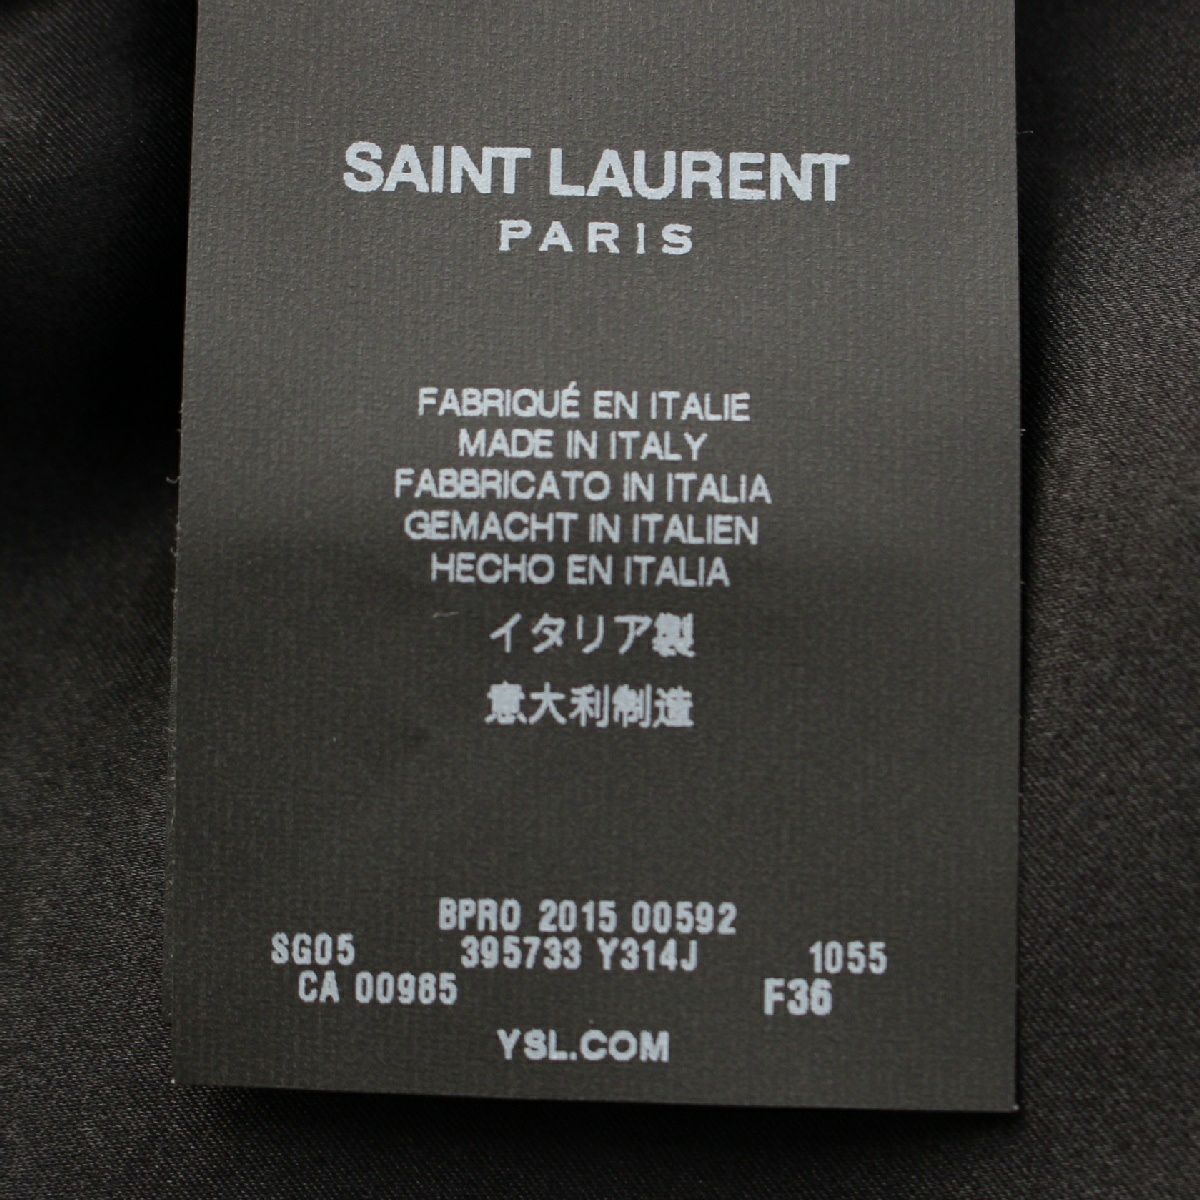 SAINT LAURENT
PARIS
FABRIQUÉ EN ITALIE
MADE IN ITALY
FABBRICATO IN ITALIA
GEMACHT IN ITALIEN
HECHO EN ITALIA
イタリア製
意大利制造
BPRO 2015 00592
SG05 395733 Y314J 1055
CA 00985 F36
YSL.COM